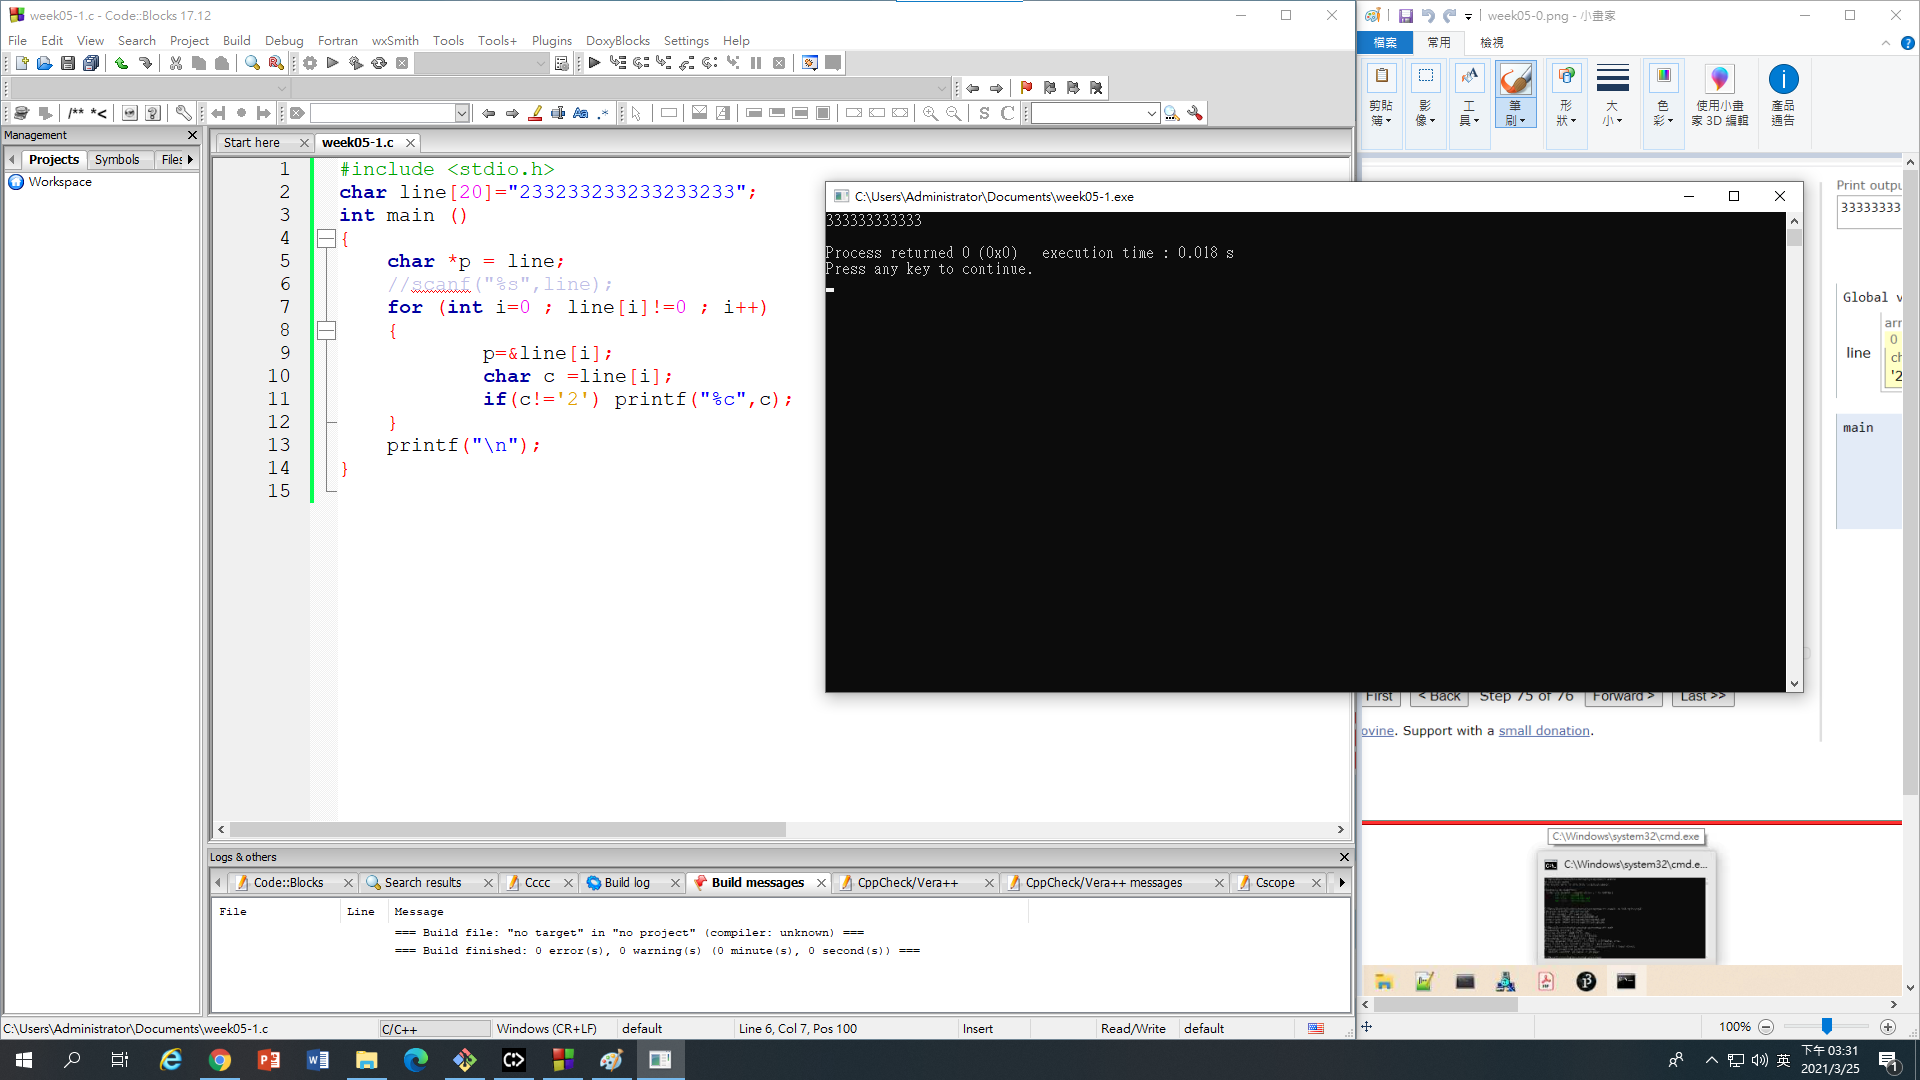 week05-1.c - Code::Blocks 17.12
File Edit View Search Project Build Debug Fortran wxSmith Tools Tools+ Plugins DoxyBlocks Settings Help
/** *<
S C
Management
Projects Symbols Files
Workspace
Start here
week05-1.c
1 #include <stdio.h>
2 char line[20]="233233233233233233";
3 int main ()
4 {
5 char *p = line;
6 //scanf("%s",line);
7 for (int i=0 ; line[i]!=0 ; i++)
8 {
9 p=&line[i];
10 char c =line[i];
11 if(c!='2') printf("%c",c);
12 }
13 printf("\n");
14 }
15
C:\Users\Administrator\Documents\week05-1.exe
333333333333
Process returned 0 (0x0) execution time : 0.018 s
Press any key to continue.
Logs & others
Code::Blocks Search results Cccc Build log Build messages CppCheck/Vera++ CppCheck/Vera++ messages Cscope
File Line Message
=== Build file: "no target" in "no project" (compiler: unknown) ===
=== Build finished: 0 error(s), 0 warning(s) (0 minute(s), 0 second(s)) ===
C:\Users\Administrator\Documents\week05-1.c C/C++ Windows (CR+LF) default Line 6, Col 7, Pos 100 Insert Read/Write default
week05-0.png - 小畫家
檔案 常用 檢視
剪貼簿
影像
工具
筆刷
形狀
大小
色彩
使用小畫家 3D 編輯
產品通告
Print outpu
33333333
Global v
arr
0
line
ch
'2
main
First < Back Step 75 of 76 Forward > Last >>
ovine. Support with a small donation.
C:\Windows\system32\cmd.exe
C:\Windows\system32\cmd.e...
100%
英
下午 03:31
2021/3/25
1